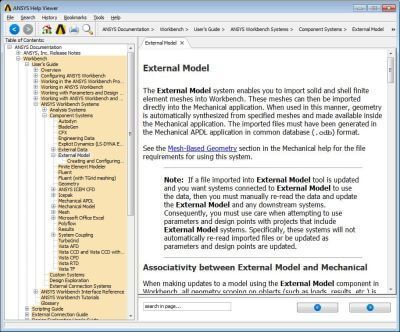 ANSYS Help Viewer
File Search History Bookmarks Tools Help
ANSYS Documentation > Workbench > User's Guide > ANSYS Workbench Systems > Component Systems > External Model
Table of Contents:
ANSYS Documentation
ANSYS, Inc. Release Notes
Workbench
User's Guide
Overview
Configuring ANSYS Workbench
Working in the ANSYS Workbench Pro...
Working in ANSYS Workbench
Working with Parameters and Design ...
Working with ANSYS Workbench and ...
ANSYS Workbench Systems
Analysis Systems
Component Systems
Autodyn
BladeGen
CFX
Engineering Data
Explicit Dynamics (LS-DYNA E...
External Data
External Model
Creating and Configuring...
Finite Element Modeler
Fluent
Fluent (with TGrid meshing)
Geometry
ANSYS ICEM CFD
Icepak
Mechanical APDL
Mechanical Model
Mesh
Microsoft Office Excel
Polyflow
Results
System Coupling
TurboGrid
Vista AFD
Vista CCD and Vista CCD with...
Vista CPD
Vista RTD
Vista TF
Custom Systems
Design Exploration
External Connection Systems
ANSYS Workbench Interface Reference
ANSYS Workbench Tutorials
Glossary
Scripting Guide
External Connection Guide
External Model
External Model
The External Model system enables you to import solid and shell finite
element meshes into Workbench. These meshes can then be imported
directly into the Mechanical application. When used in this manner, geometry
is automatically synthesized from specified meshes and made available inside
the Mechanical application. The imported files must have been generated in
the Mechanical APDL application in common database (.cdb) format.
See the Mesh-Based Geometry section in the Mechanical help for the file
requirements for using this system.
Note: If a file imported into External Model tool is updated
and you want systems connected to External Model to use
the data, then you must manually re-read the data and update
the External Model and any downstream systems.
Consequently, you must use care when attempting to use
parameters and design points with projects that include
External Model systems. Specifically, these systems will not
automatically re-read imported files or be updated as
parameters and design points are updated.
Associativity between External Model and Mechanical
When making updates to a model using the External Model component in
Workbench, all geometry scoping on objects (such as loads, results, etc.) is
search in page...